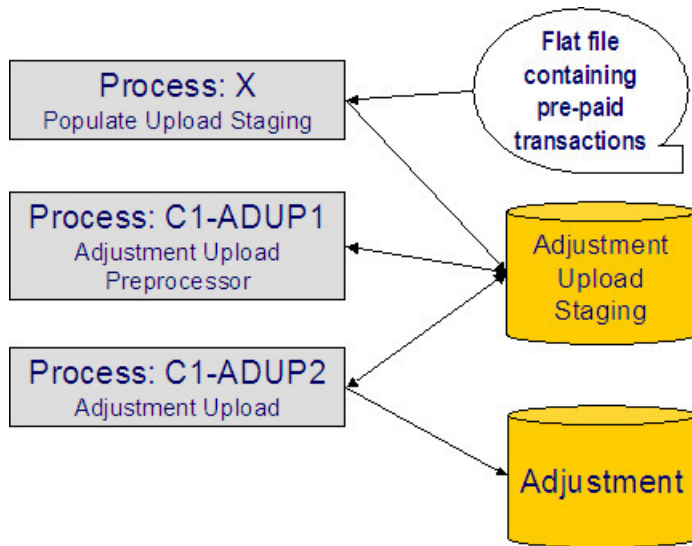 Process: X
Populate Upload Staging
Flat file
containing
pre-paid
transactions
Process: C1-ADUP1
Adjustment Upload
Preprocessor
Adjustment
Upload
Staging
Process: C1-ADUP2
Adjustment Upload
Adjustment